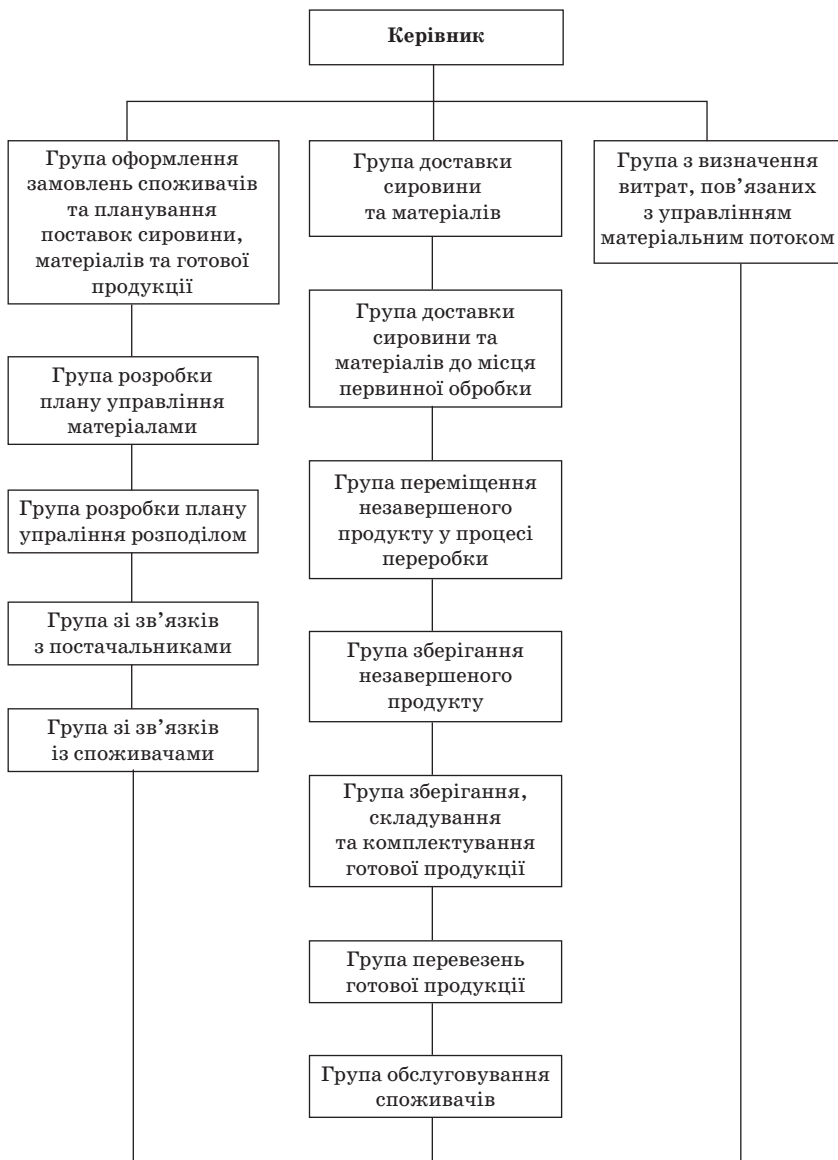 Керівник
Група оформлення
замовлень споживачів
та планування
поставок сировини,
матеріалів та готової
продукції
Група розробки
плану управління
матеріалами
Група розробки плану
упраління розподілом
Група зі зв’язків
з постачальниками
Група зі зв’язків
із споживачами
Група доставки
сировини
та матеріалів
Група доставки
сировини та
матеріалів до місця
первинної обробки
Група переміщення
незавершеного
продукту у процесі
переробки
Група зберігання
незавершеного
продукту
Група зберігання,
складування
та комплектування
готової продукції
Група перевезень
готової продукції
Група обслуговування
споживачів
Група з визначення
витрат, пов’язаних
з управлінням
матеріальним потоком